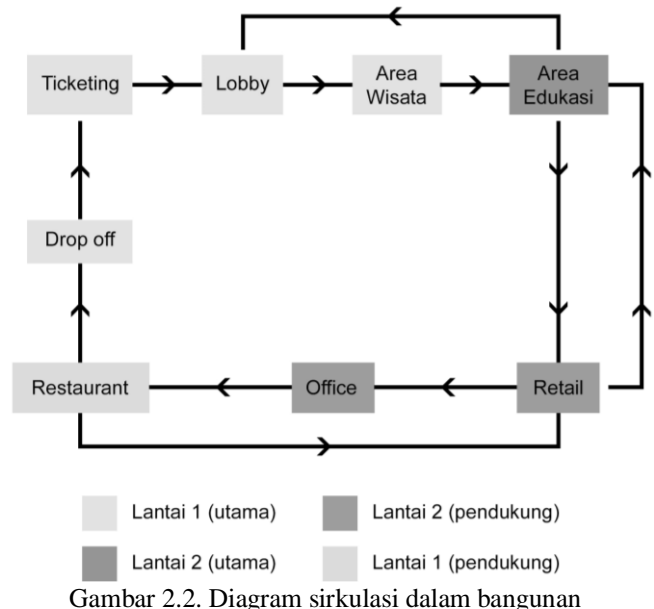 Ticketing
Lobby
Area
Wisata
Area
Edukasi
Drop off
Restaurant
Office
Retail
Lantai 1 (utama)
Lantai 2 (pendukung)
Lantai 2 (utama)
Lantai 1 (pendukung)
Gambar 2.2. Diagram sirkulasi dalam bangunan